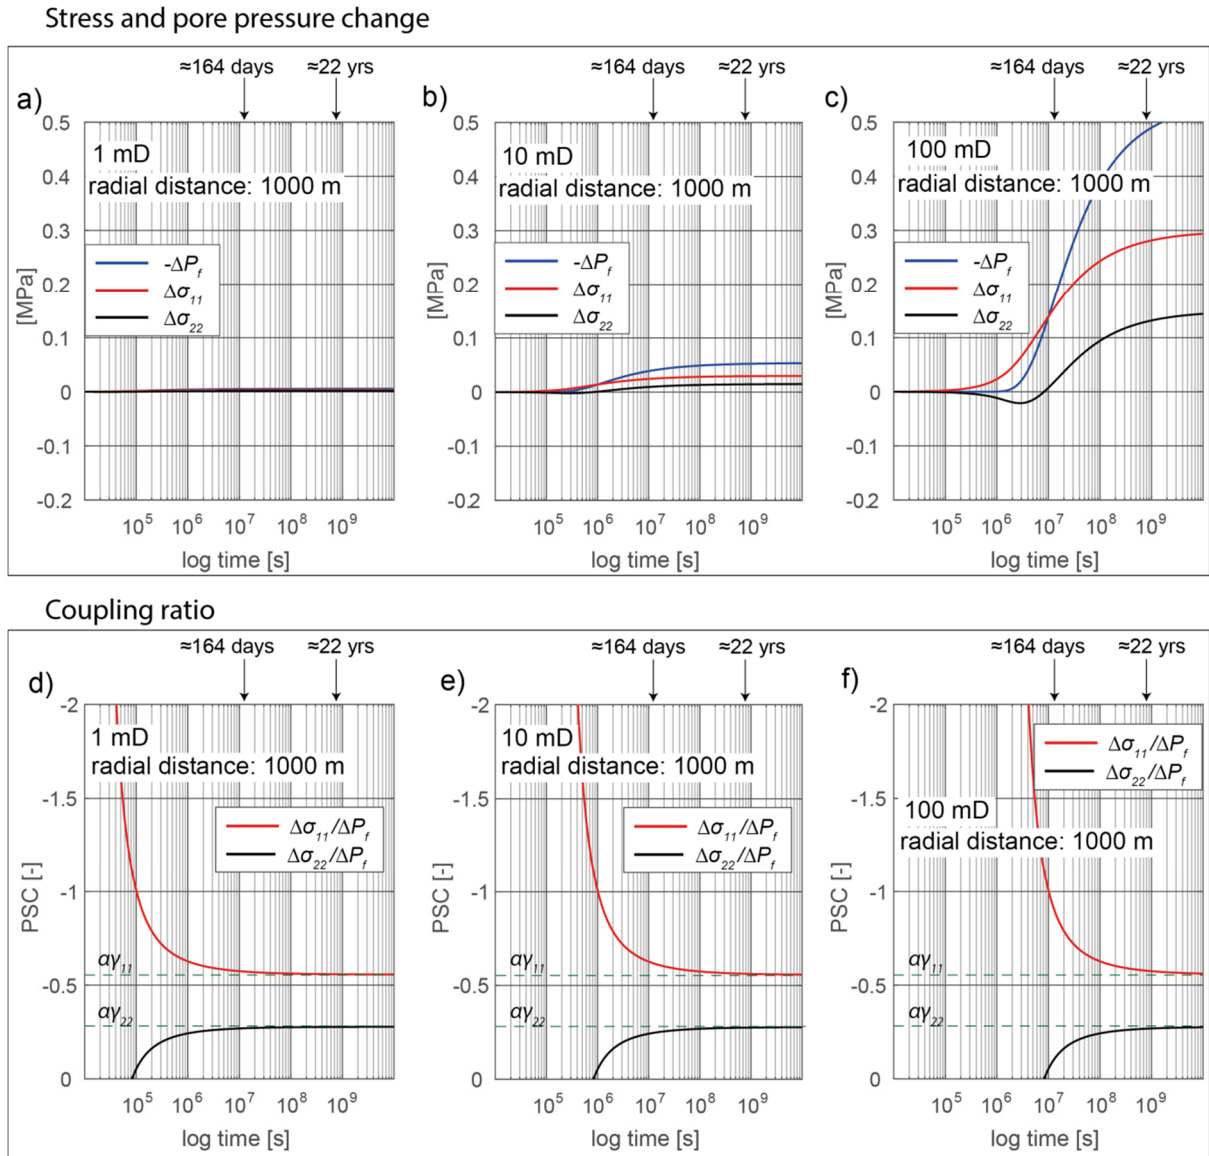 Stress and pore pressure change
≈164 days ≈22 yrs ≈164 days ≈22 yrs ≈164 days ≈22 yrs
a) b) c)
0.5
0.4
0.3
0.2
0.1
0
-0.1
-0.2
[MPa]
1 mD
radial distance: 1000 m
-ΔPf
Δσ11
Δσ22
10^5 10^6 10^7 10^8 10^9
log time [s]
0.5
0.4
0.3
0.2
0.1
0
-0.1
-0.2
[MPa]
10 mD
radial distance: 1000 m
-ΔPf
Δσ11
Δσ22
10^5 10^6 10^7 10^8 10^9
log time [s]
0.5
0.4
0.3
0.2
0.1
0
-0.1
-0.2
[MPa]
100 mD
radial distance: 1000 m
-ΔPf
Δσ11
Δσ22
10^5 10^6 10^7 10^8 10^9
log time [s]
Coupling ratio
≈164 days ≈22 yrs ≈164 days ≈22 yrs ≈164 days ≈22 yrs
d) e) f)
-2
-1.5
-1
-0.5
0
PSC [-]
1 mD
radial distance: 1000 m
Δσ11/ΔPf
Δσ22/ΔPf
αγ11
αγ22
10^5 10^6 10^7 10^8 10^9
log time [s]
-2
-1.5
-1
-0.5
0
PSC [-]
10 mD
radial distance: 1000 m
Δσ11/ΔPf
Δσ22/ΔPf
αγ11
αγ22
10^5 10^6 10^7 10^8 10^9
log time [s]
-2
-1.5
-1
-0.5
0
PSC [-]
Δσ11/ΔPf
Δσ22/ΔPf
100 mD
radial distance: 1000 m
αγ11
αγ22
10^5 10^6 10^7 10^8 10^9
log time [s]